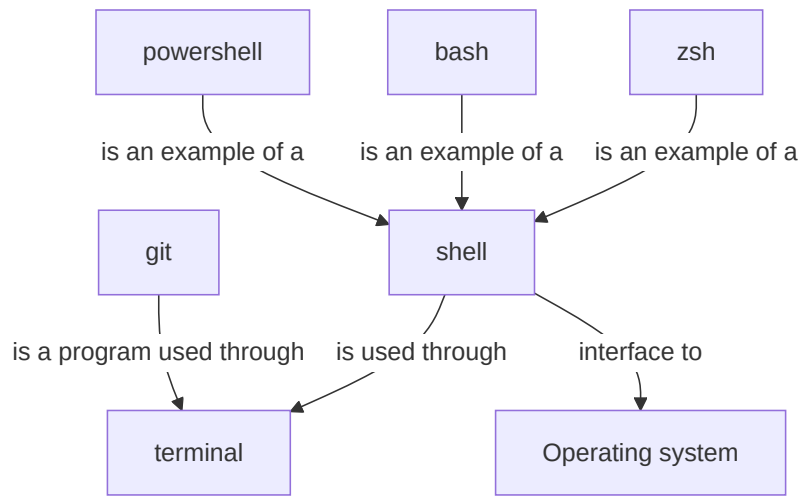 powershell
bash
zsh
is an example of a
is an example of a
is an example of a
git
shell
is a program used through
is used through
interface to
terminal
Operating system